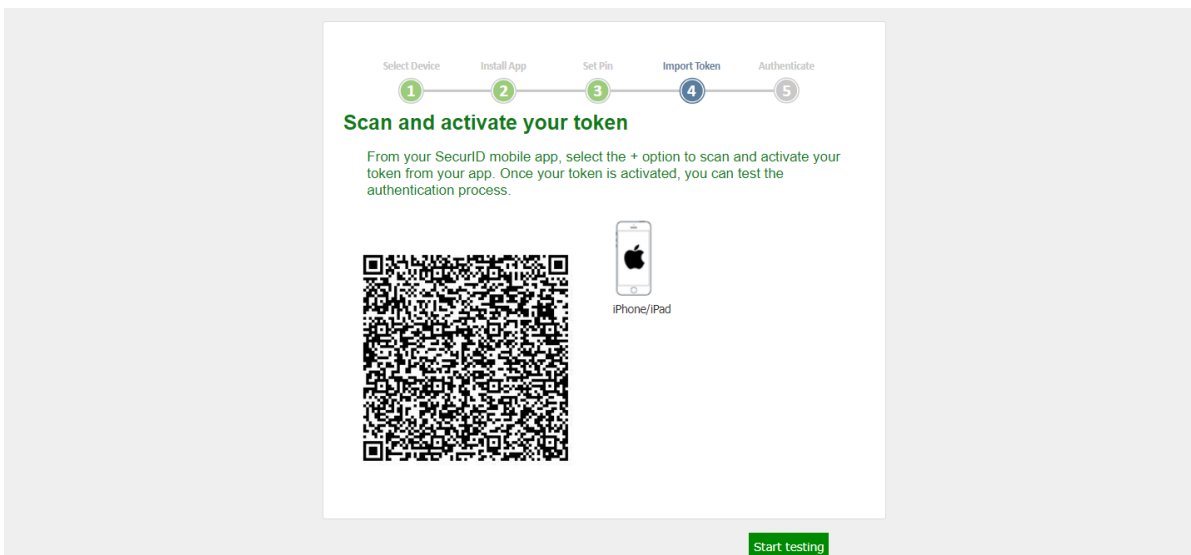 Select Device
Install App
Set Pin
Import Token
Authenticate
1
2
3
4
5
Scan and activate your token
From your SecurID mobile app, select the + option to scan and activate your
token from your app. Once your token is activated, you can test the
authentication process.
iPhone/iPad
Start testing